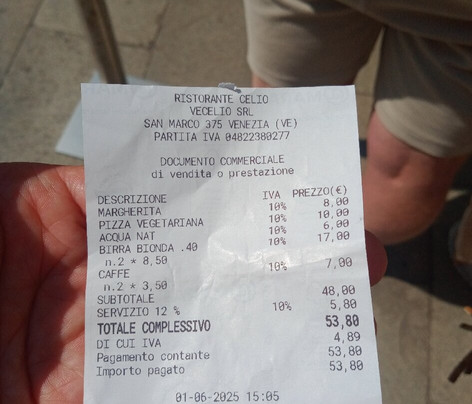 RISTORANTE CELIO
VECELIO SRL
SAN MARCO 375 VENEZIA (VE)
PARTITA IVA 04822380277
DOCUMENTO COMMERCIALE
di vendita o prestazione
DESCRIZIONE IVA PREZZO(€)
MARGHERITA 10% 8,00
PIZZA VEGETARIANA 10% 10,00
ACQUA NAT 10% 6,00
BIRRA BIONDA .40 10% 17,00
n.2 * 8,50
CAFFE 10% 7,00
n.2 * 3,50
SUBTOTALE 48,00
SERVIZIO 12 % 10% 5,80
TOTALE COMPLESSIVO 53,80
DI CUI IVA 4,89
Pagamento contante 53,80
Importo pagato 53,80
01-06-2025 15:05